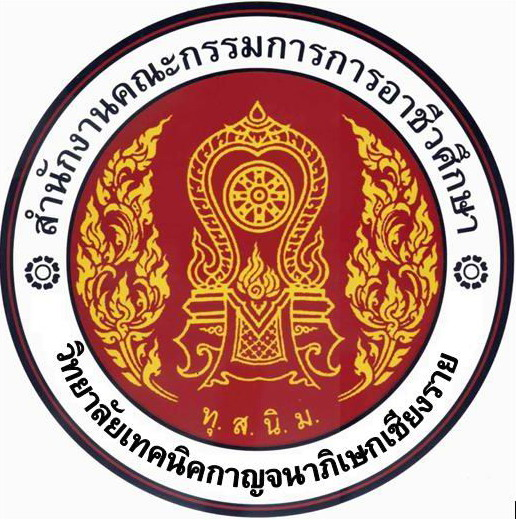 สำนักงานคณะกรรมการการอาชีวศึกษา
ทุ. ส. นิ. ม.
วิทยาลัยเทคนิคกาญจนาภิเษกเชียงราย